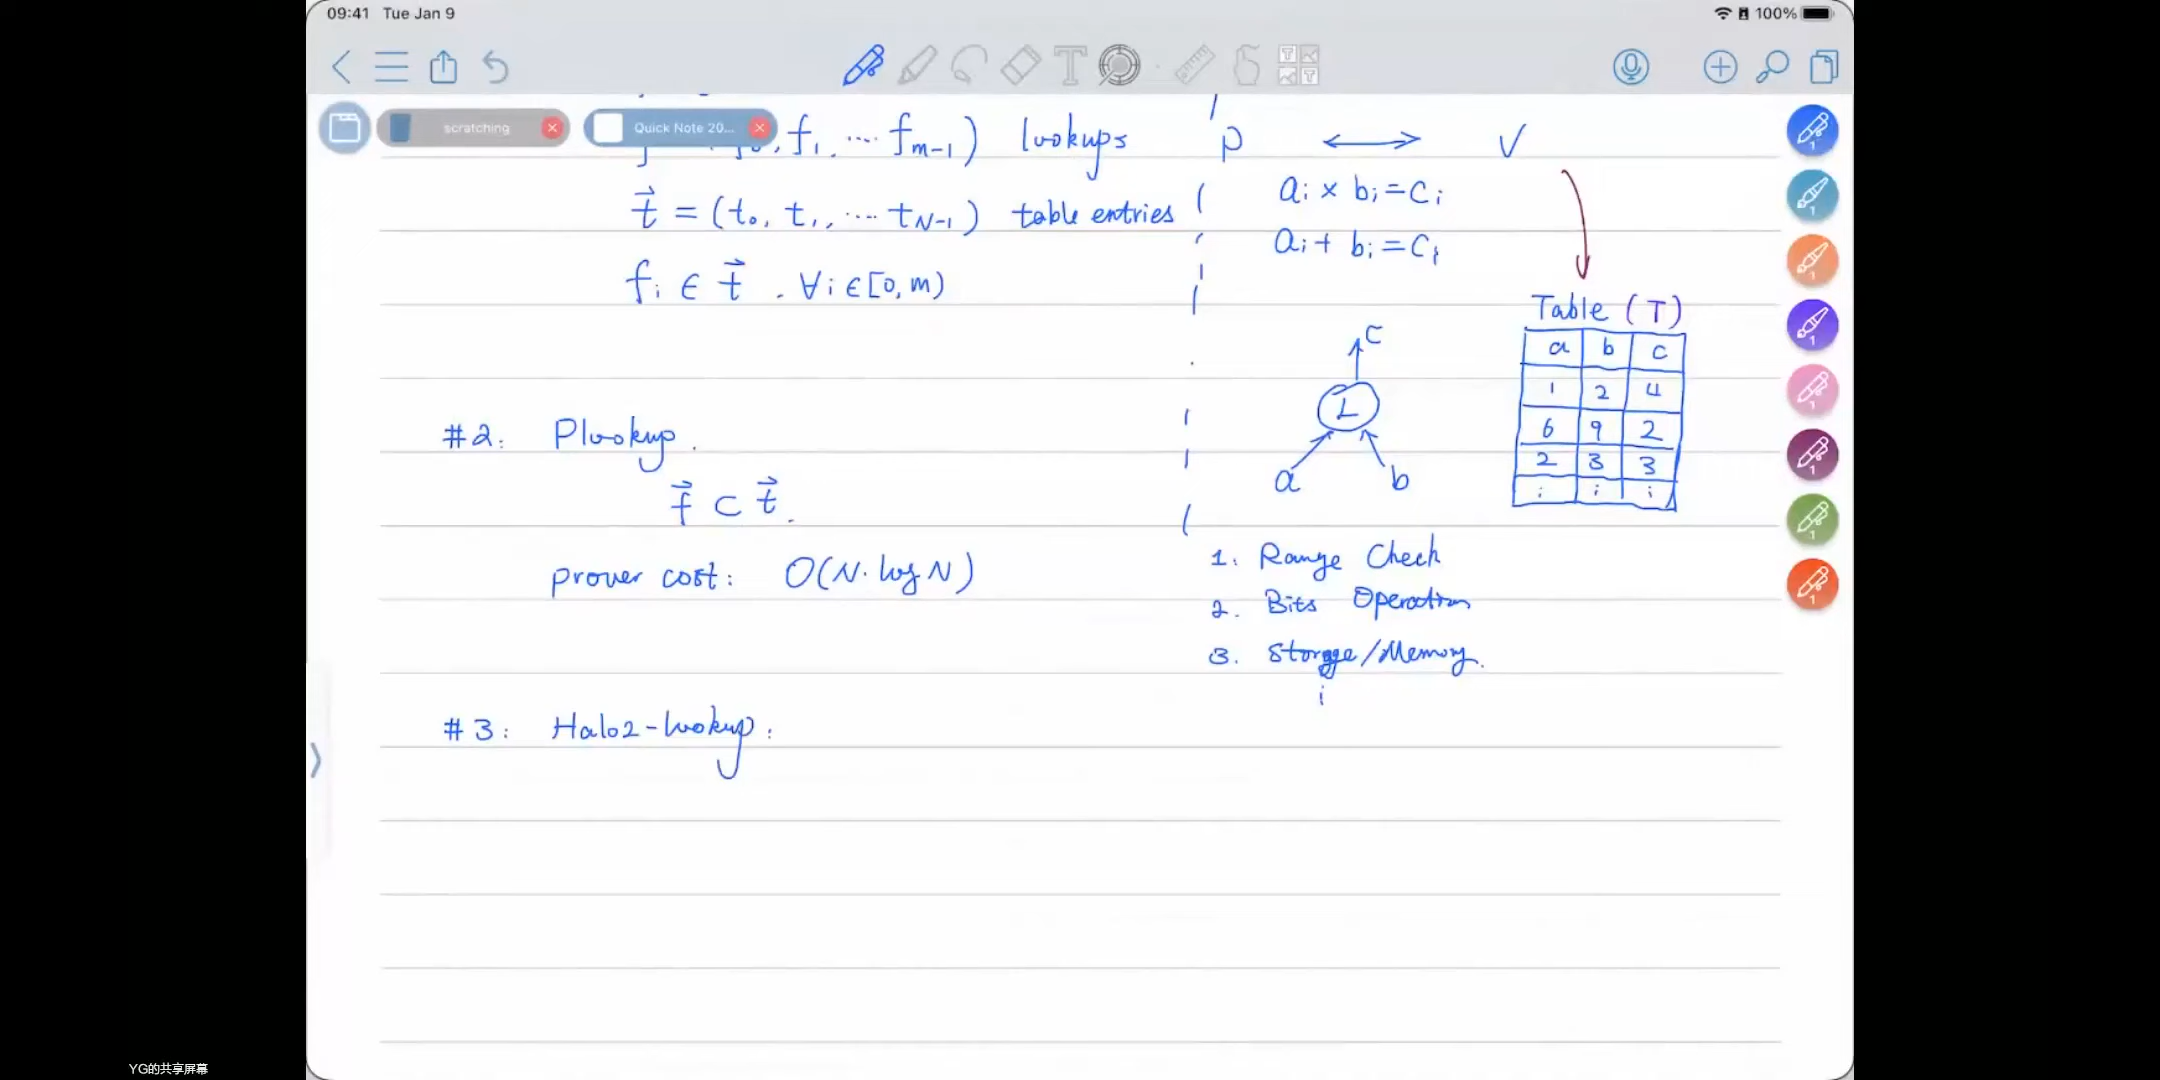 09:41 Tue Jan 9
100%
scratching
Quick Note 20...
, f₁, ···· fₘ₋₁) lookups
t⃗ = (t₀, t₁, ···· t_N-1) table entries
fᵢ ∈ t⃗ . ∀i ∈ [0, m)
#2: Plookup.
f⃗ ⊂ t⃗.
prover cost: O(N·log N)
#3: Halo2-lookup:
P ⟷ V
aᵢ × bᵢ = cᵢ
aᵢ + bᵢ = cᵢ
c
L
a b
Table (T)
a b c
1 2 4
6 9 2
2 3 3
⋮ ⋮ ⋮
1. Range Check
2. Bits Operation
3. Storage/Memory.
⋮
YG的共享屏幕